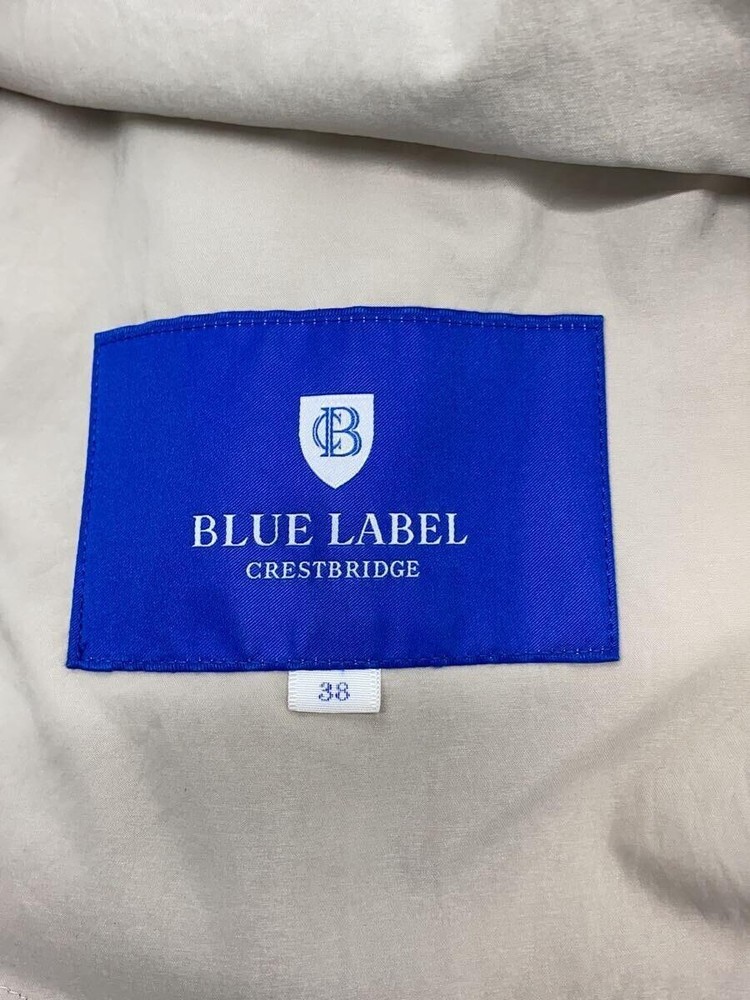 CB
BLUE LABEL
CRESTBRIDGE
38